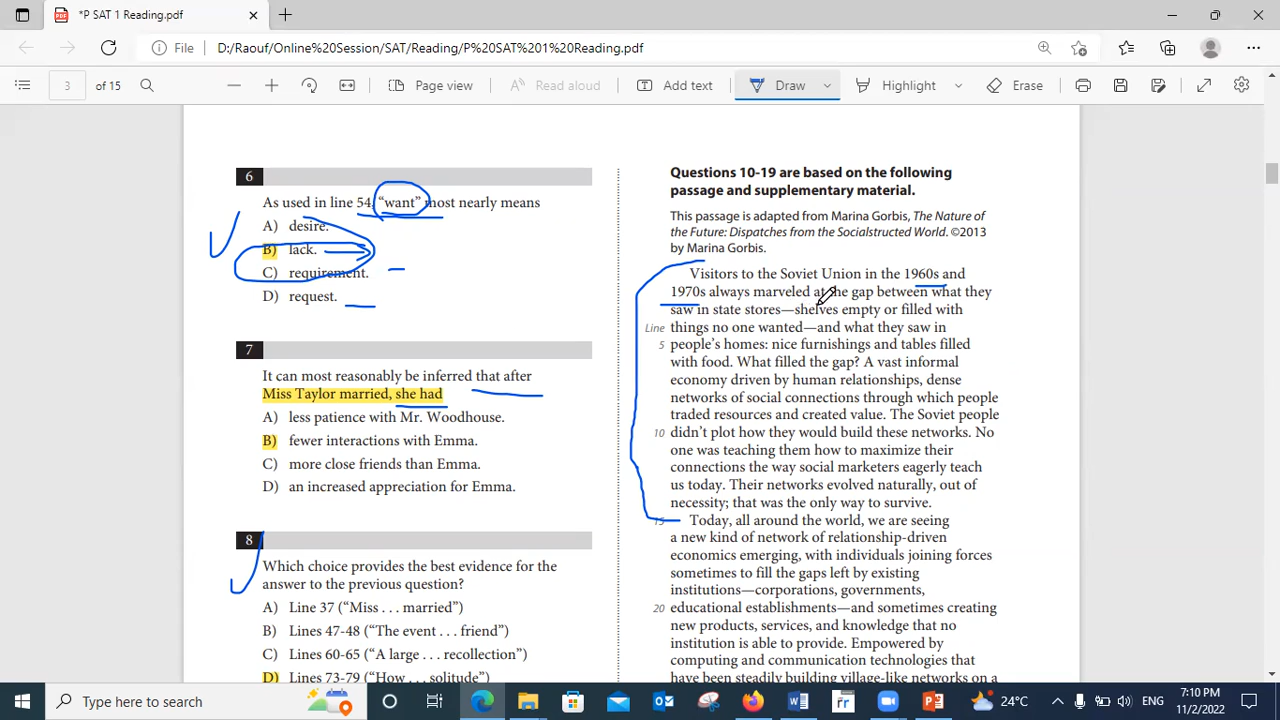 *P SAT 1 Reading.pdf
File
D:/Raouf/Online%20Session/SAT/Reading/P%20SAT%201%20Reading.pdf
3 of 15
Page view
Read aloud
Add text
Draw
Highlight
Erase
6
As used in line 54, “want” most nearly means
A) desire.
B) lack.
C) requirement.
D) request.
7
It can most reasonably be inferred that after
Miss Taylor married, she had
A) less patience with Mr. Woodhouse.
B) fewer interactions with Emma.
C) more close friends than Emma.
D) an increased appreciation for Emma.
8
Which choice provides the best evidence for the
answer to the previous question?
A) Line 37 (“Miss . . . married”)
B) Lines 47-48 (“The event . . . friend”)
C) Lines 60-65 (“A large . . . recollection”)
D) Lines 73-79 (“How . . . solitude”)
Questions 10-19 are based on the following
passage and supplementary material.
This passage is adapted from Marina Gorbis, The Nature of
the Future: Dispatches from the Socialstructed World. ©2013
by Marina Gorbis.
Visitors to the Soviet Union in the 1960s and
1970s always marveled at the gap between what they
saw in state stores—shelves empty or filled with
Line things no one wanted—and what they saw in
5 people’s homes: nice furnishings and tables filled
with food. What filled the gap? A vast informal
economy driven by human relationships, dense
networks of social connections through which people
traded resources and created value. The Soviet people
10 didn’t plot how they would build these networks. No
one was teaching them how to maximize their
connections the way social marketers eagerly teach
us today. Their networks evolved naturally, out of
necessity; that was the only way to survive.
15 Today, all around the world, we are seeing
a new kind of network of relationship-driven
economics emerging, with individuals joining forces
sometimes to fill the gaps left by existing
institutions—corporations, governments,
20 educational establishments—and sometimes creating
new products, services, and knowledge that no
institution is able to provide. Empowered by
computing and communication technologies that
have been steadily building village-like networks on a
Type here to search
24°C
ENG
7:10 PM
11/2/2022